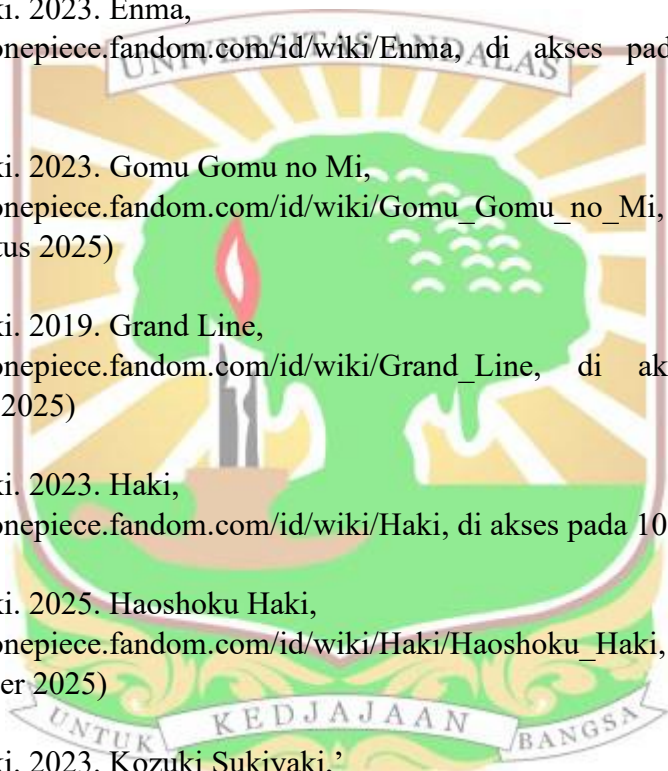 ki. 2023. Enma,
onepiece.fandom.com/id/wiki/Enma, di akses pad
UNIVERSITAS ANDALAS
ki. 2023. Gomu Gomu no Mi,
onepiece.fandom.com/id/wiki/Gomu_Gomu_no_Mi,
tus 2025)
ki. 2019. Grand Line,
onepiece.fandom.com/id/wiki/Grand_Line, di ak
2025)
ki. 2023. Haki,
onepiece.fandom.com/id/wiki/Haki, di akses pada 10
ki. 2025. Haoshoku Haki,
onepiece.fandom.com/id/wiki/Haki/Haoshoku_Haki,
er 2025)
UNTUK KEDJAJAAN BANGSA
ki. 2023. Kozuki Sukiyaki,’